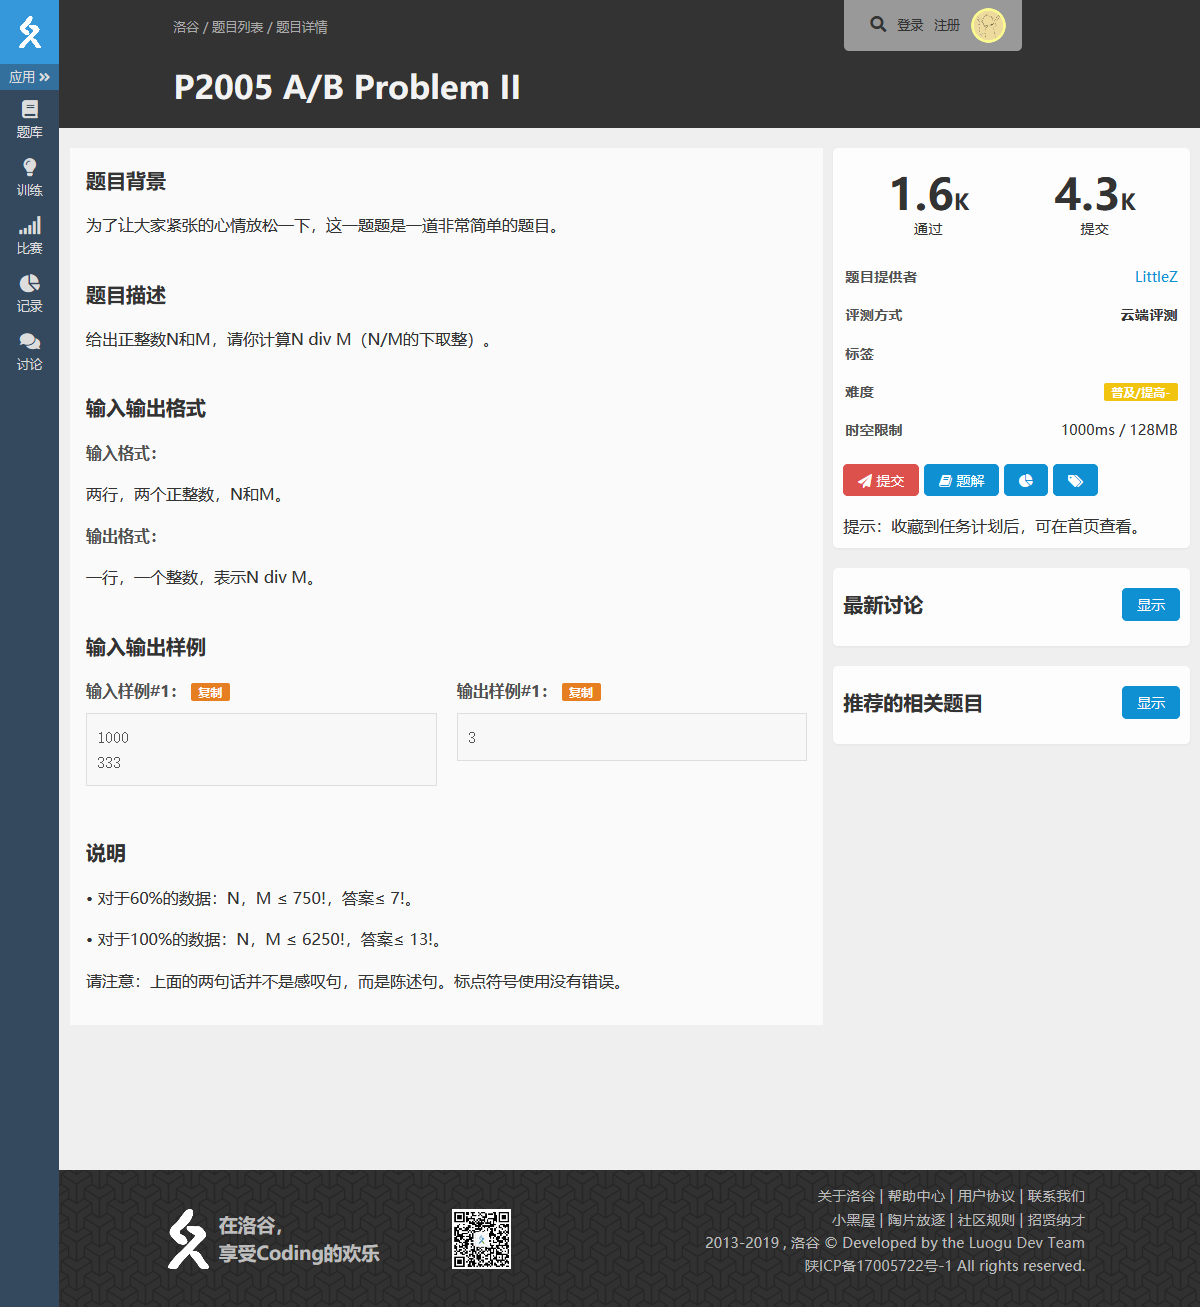 洛谷 / 题目列表 / 题目详情
登录 注册
P2005 A/B Problem II
应用
题库
训练
比赛
记录
讨论
题目背景
为了让大家紧张的心情放松一下，这一题题是一道非常简单的题目。
题目描述
给出正整数N和M，请你计算N div M（N/M的下取整）。
输入输出格式
输入格式：
两行，两个正整数，N和M。
输出格式：
一行，一个整数，表示N div M。
输入输出样例
输入样例#1： 复制
1000
333
输出样例#1： 复制
3
说明
• 对于60%的数据：N，M ≤ 750!，答案≤ 7!。
• 对于100%的数据：N，M ≤ 6250!，答案≤ 13!。
请注意：上面的两句话并不是感叹句，而是陈述句。标点符号使用没有错误。
1.6K 4.3K
通过 提交
题目提供者 LittleZ
评测方式 云端评测
标签
难度 普及/提高-
时空限制 1000ms / 128MB
提交 题解
提示：收藏到任务计划后，可在首页查看。
最新讨论 显示
推荐的相关题目 显示
在洛谷，
享受Coding的欢乐
关于洛谷 | 帮助中心 | 用户协议 | 联系我们
小黑屋 | 陶片放逐 | 社区规则 | 招贤纳才
2013-2019 , 洛谷 © Developed by the Luogu Dev Team
陕ICP备17005722号-1 All rights reserved.